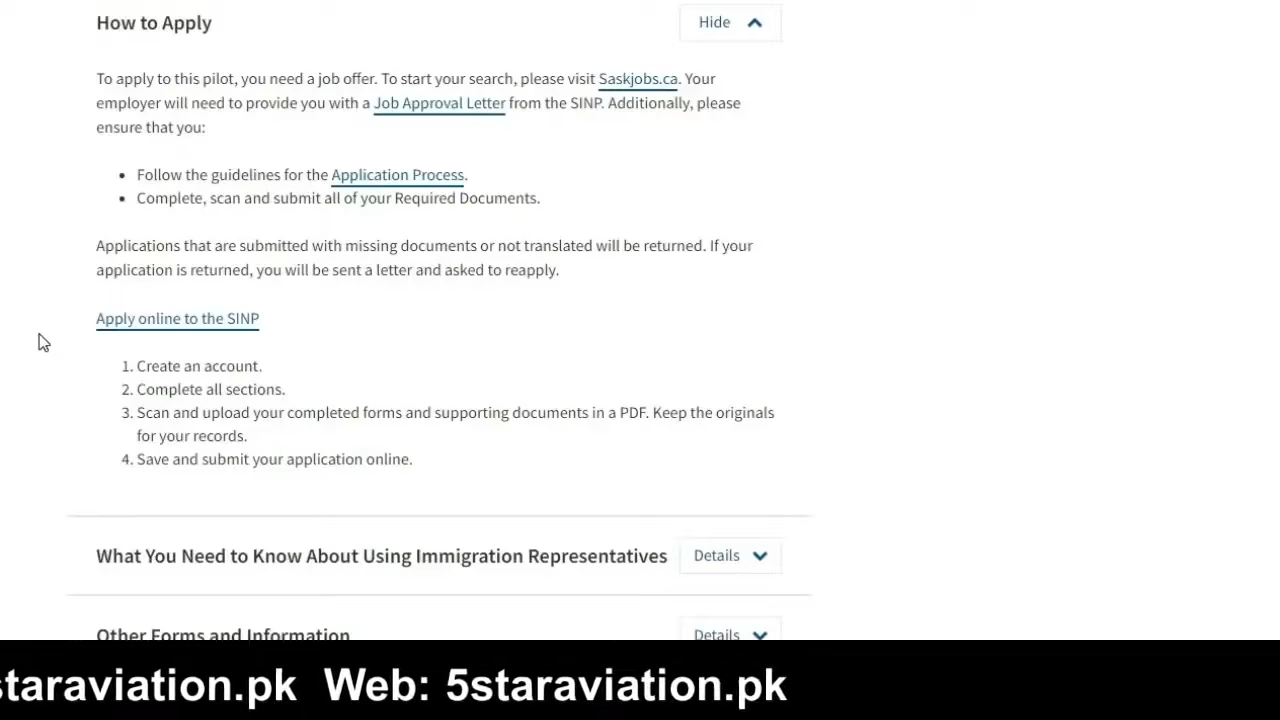 How to Apply
Hide
To apply to this pilot, you need a job offer. To start your search, please visit Saskjobs.ca. Your
employer will need to provide you with a Job Approval Letter from the SINP. Additionally, please
ensure that you:
• Follow the guidelines for the Application Process.
• Complete, scan and submit all of your Required Documents.
Applications that are submitted with missing documents or not translated will be returned. If your
application is returned, you will be sent a letter and asked to reapply.
Apply online to the SINP
1. Create an account.
2. Complete all sections.
3. Scan and upload your completed forms and supporting documents in a PDF. Keep the originals
for your records.
4. Save and submit your application online.
What You Need to Know About Using Immigration Representatives
Details
Other Forms and Information
Details
staraviation.pk Web: 5staraviation.pk